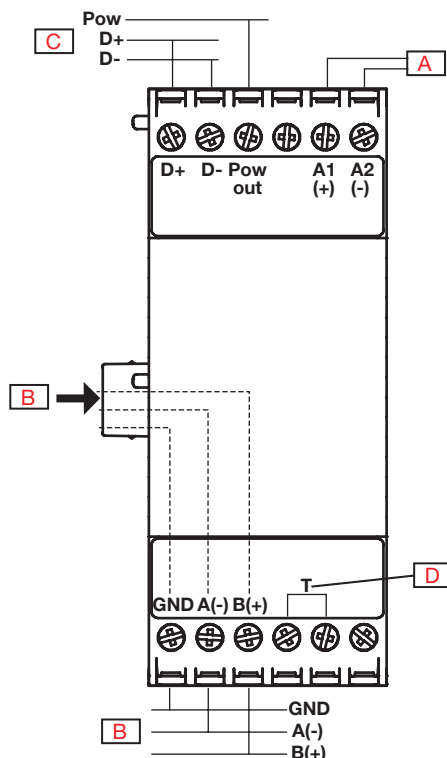 Pow
C D+
D-
A
D+ D- Pow out A1 (+) A2 (-)
B
T
D
GND A(-) B(+)
GND
B A(-)
B(+)